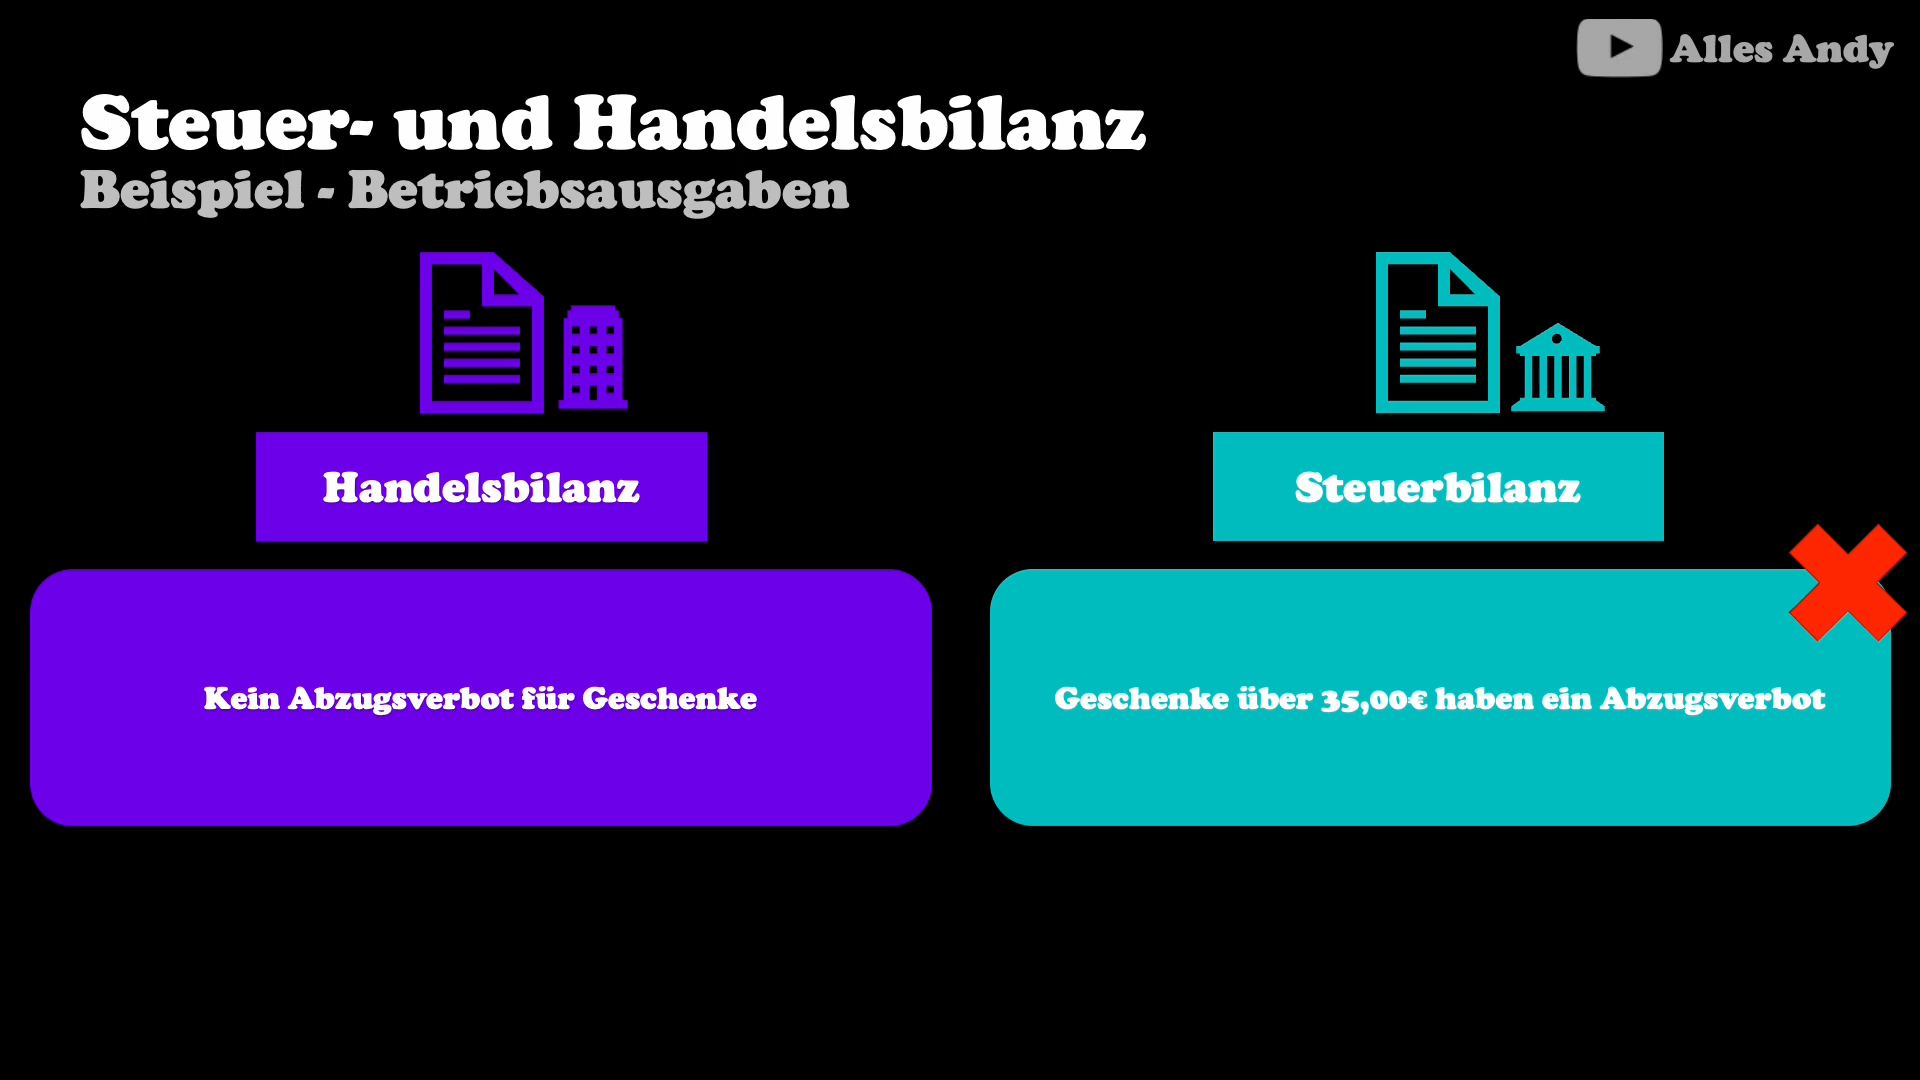 Alles Andy
Steuer- und Handelsbilanz
Beispiel - Betriebsausgaben
Handelsbilanz
Steuerbilanz
Kein Abzugsverbot für Geschenke
Geschenke über 35,00€ haben ein Abzugsverbot